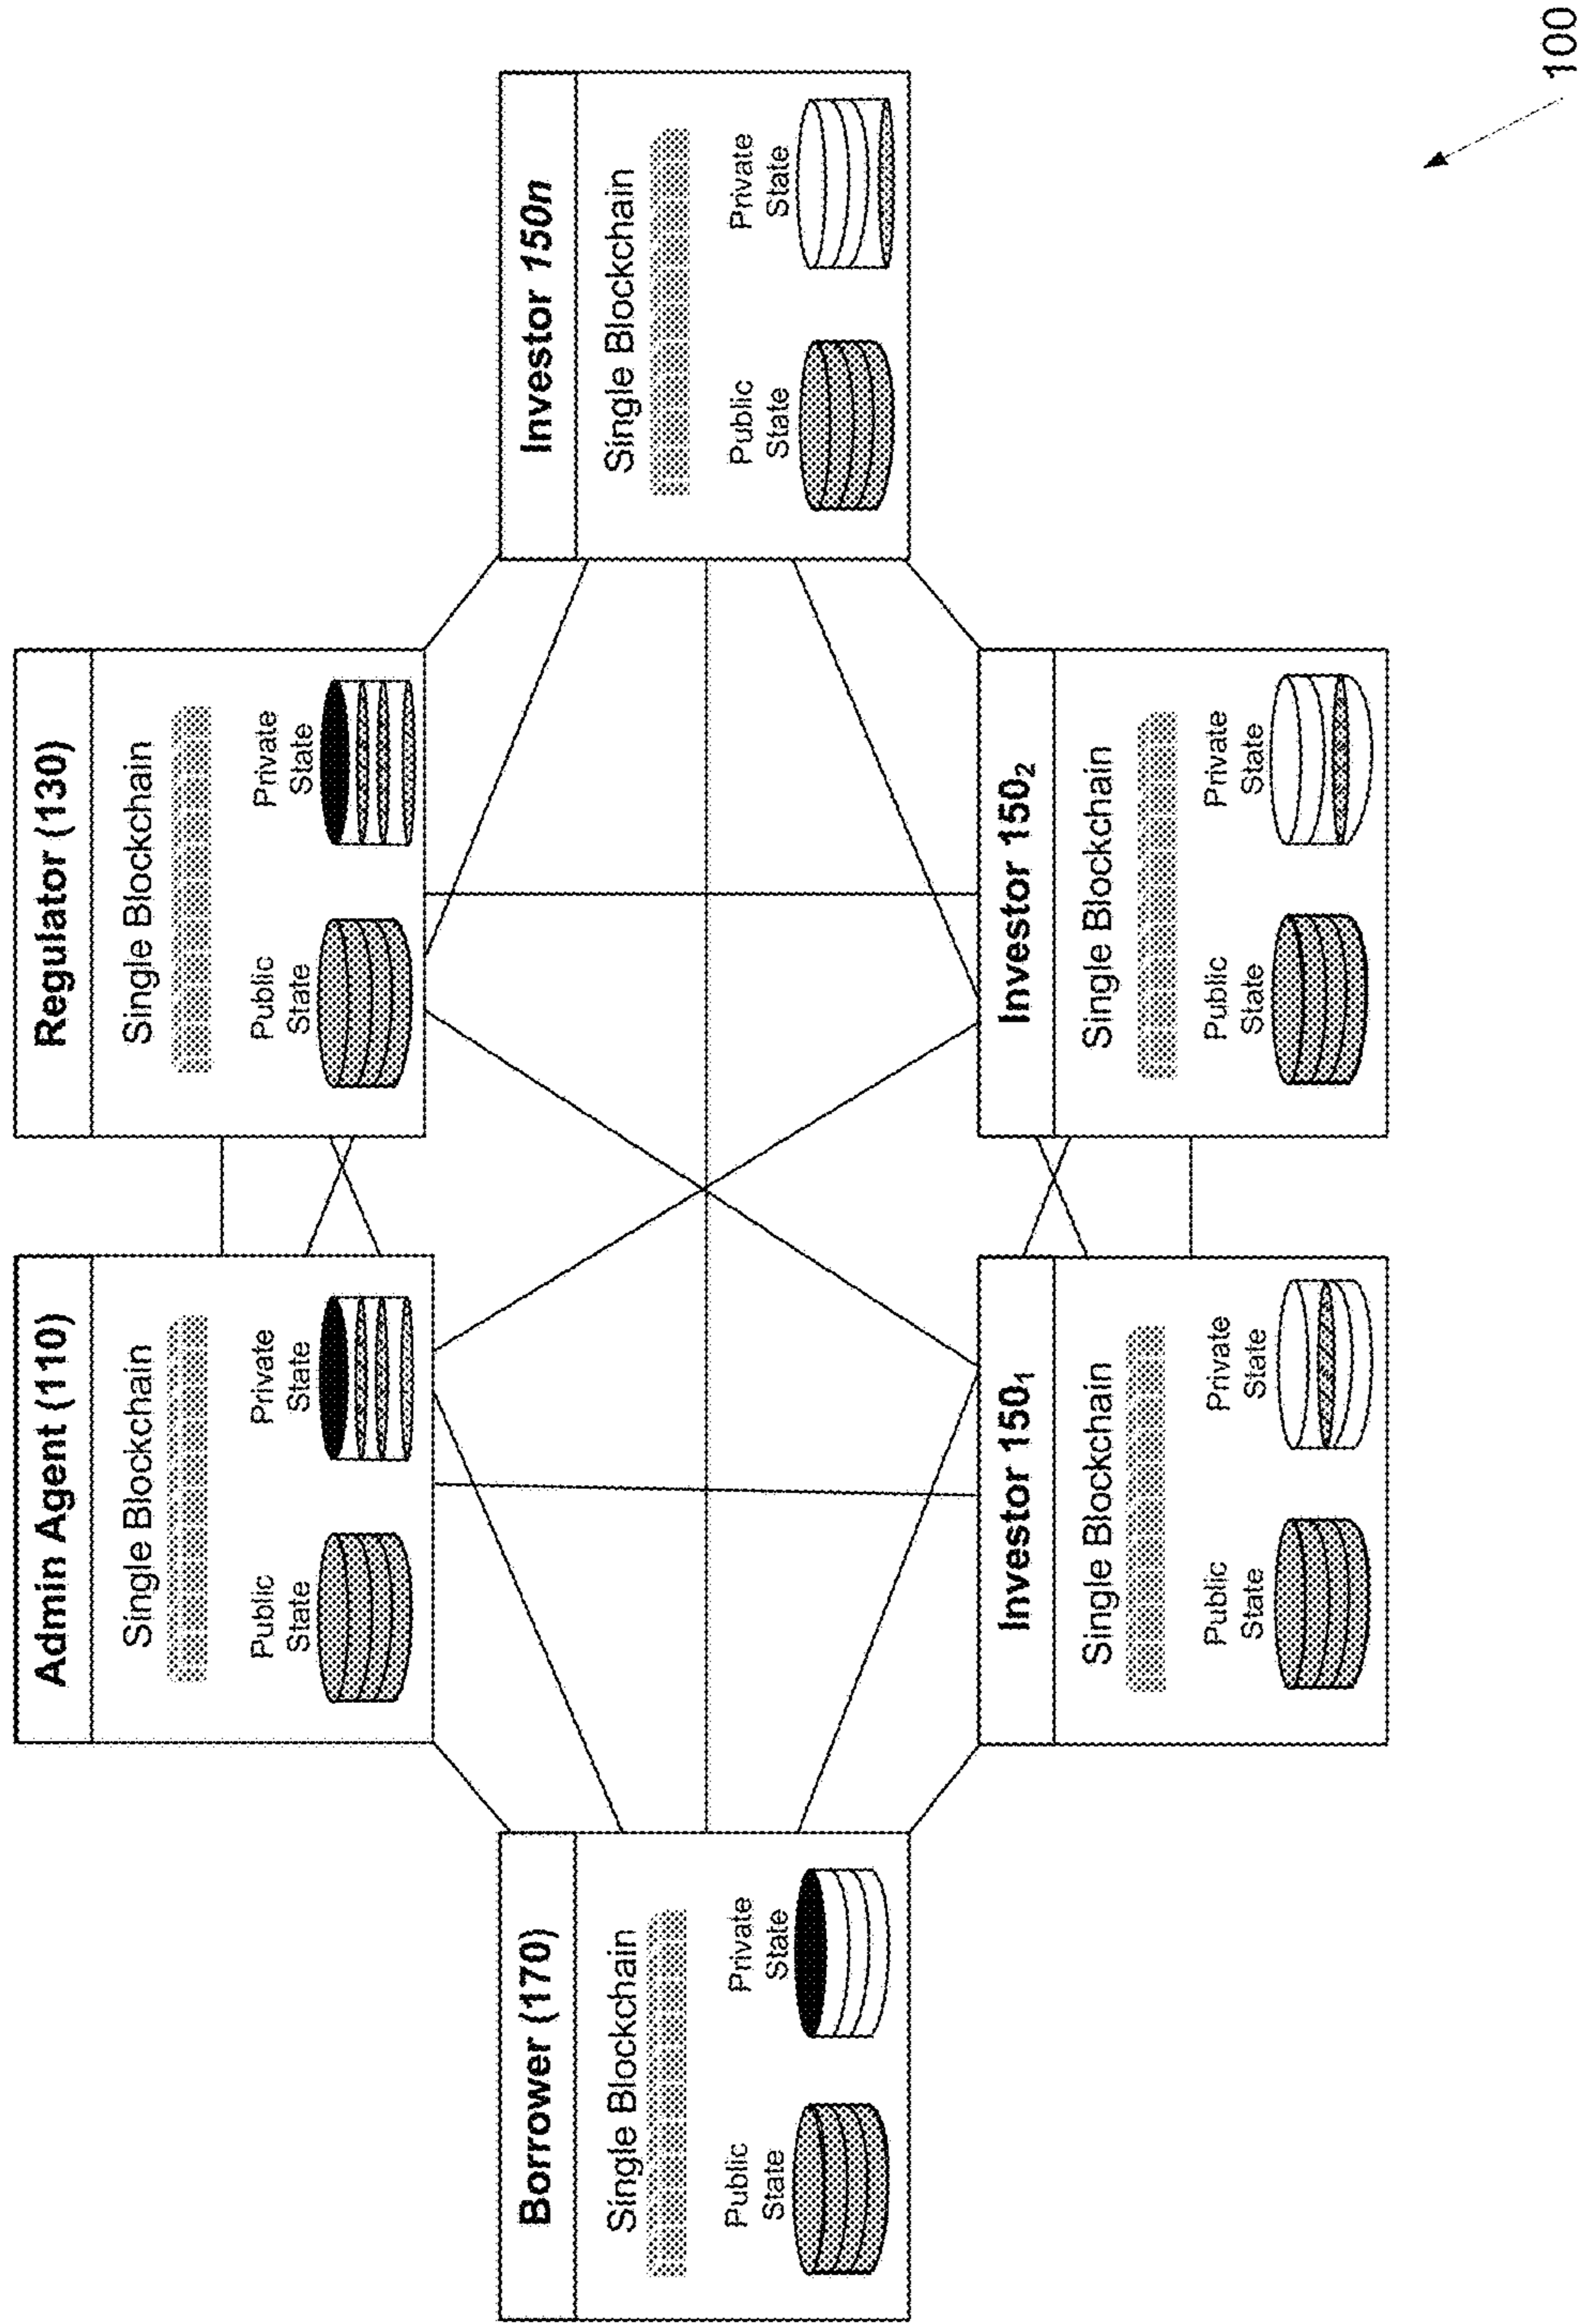 Admin Agent (110)
Single Blockchain
Public
State
Private
State
Regulator (130)
Single Blockchain
Public
State
Private
State
Borrower (170)
Single Blockchain
Public
State
Private
State
Investor 150n
Single Blockchain
Public
State
Private
State
Investor 150₁
Single Blockchain
Public
State
Private
State
Investor 150₂
Single Blockchain
Public
State
Private
State
100